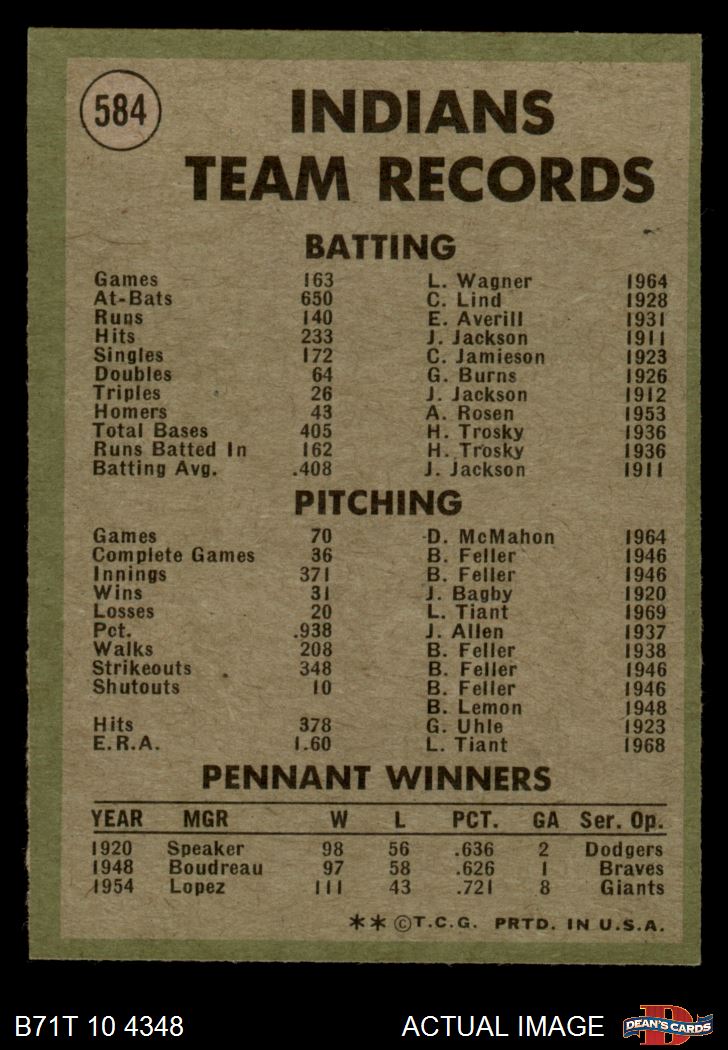 584
INDIANS
TEAM RECORDS
BATTING
Games 163 L. Wagner 1964
At-Bats 650 C. Lind 1928
Runs 140 E. Averill 1931
Hits 233 J. Jackson 1911
Singles 172 C. Jamieson 1923
Doubles 64 G. Burns 1926
Triples 26 J. Jackson 1912
Homers 43 A. Rosen 1953
Total Bases 405 H. Trosky 1936
Runs Batted In 162 H. Trosky 1936
Batting Avg. .408 J. Jackson 1911
PITCHING
Games 70 D. McMahon 1964
Complete Games 36 B. Feller 1946
Innings 371 B. Feller 1946
Wins 31 J. Bagby 1920
Losses 20 L. Tiant 1969
Pct. .938 J. Allen 1937
Walks 208 B. Feller 1938
Strikeouts 348 B. Feller 1946
Shutouts 10 B. Feller 1946
B. Lemon 1948
Hits 378 G. Uhle 1923
E.R.A. 1.60 L. Tiant 1968
PENNANT WINNERS
YEAR MGR W L PCT. GA Ser. Op.
1920 Speaker 98 56 .636 2 Dodgers
1948 Boudreau 97 58 .626 1 Braves
1954 Lopez 111 43 .721 8 Giants
** ©T.C.G. PRTD. IN U.S.A.
B71T 10 4348 ACTUAL IMAGE DEAN'S CARDS